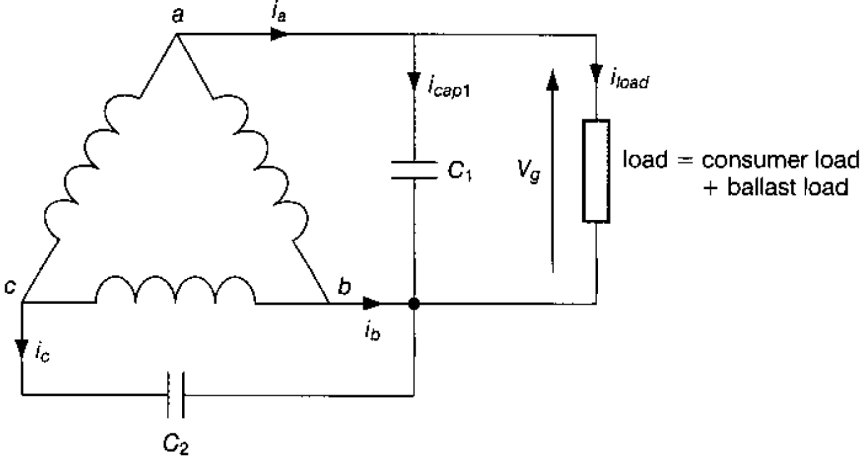 a
i_a
i_cap1
i_load
C_1
V_g
load = consumer load
+ ballast load
c
b
i_b
i_c
C_2